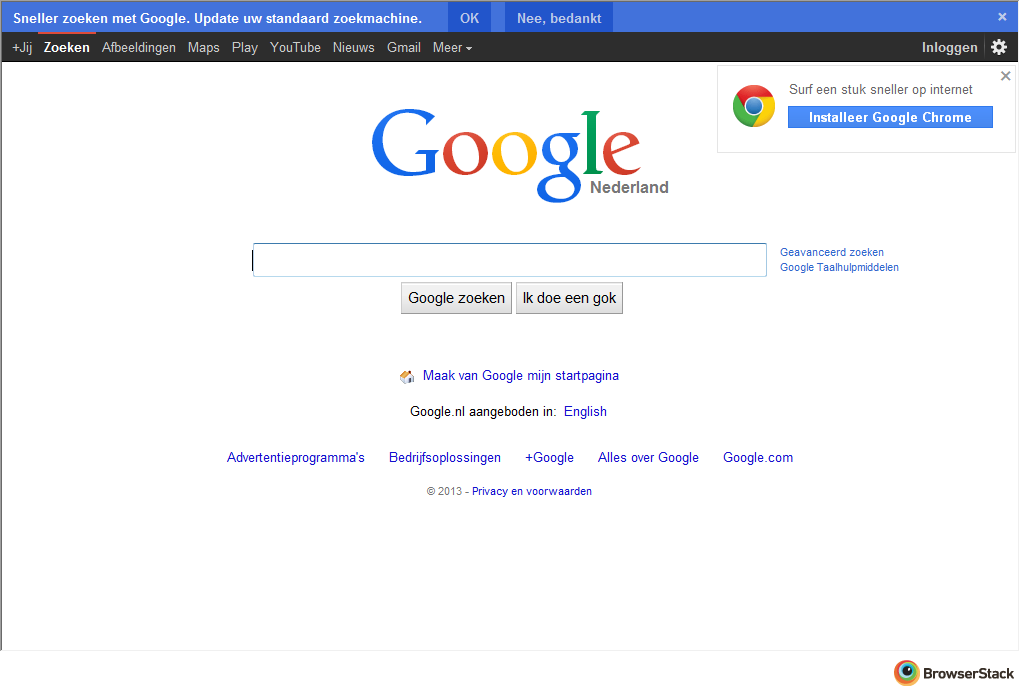 Sneller zoeken met Google. Update uw standaard zoekmachine. OK Nee, bedankt ×
+Jij Zoeken Afbeeldingen Maps Play YouTube Nieuws Gmail Meer Inloggen
Surf een stuk sneller op internet
Installeer Google Chrome
Google
Nederland
Geavanceerd zoeken
Google Taalhulpmiddelen
Google zoeken Ik doe een gok
Maak van Google mijn startpagina
Google.nl aangeboden in: English
Advertentieprogramma's Bedrijfsoplossingen +Google Alles over Google Google.com
© 2013 - Privacy en voorwaarden
BrowserStack